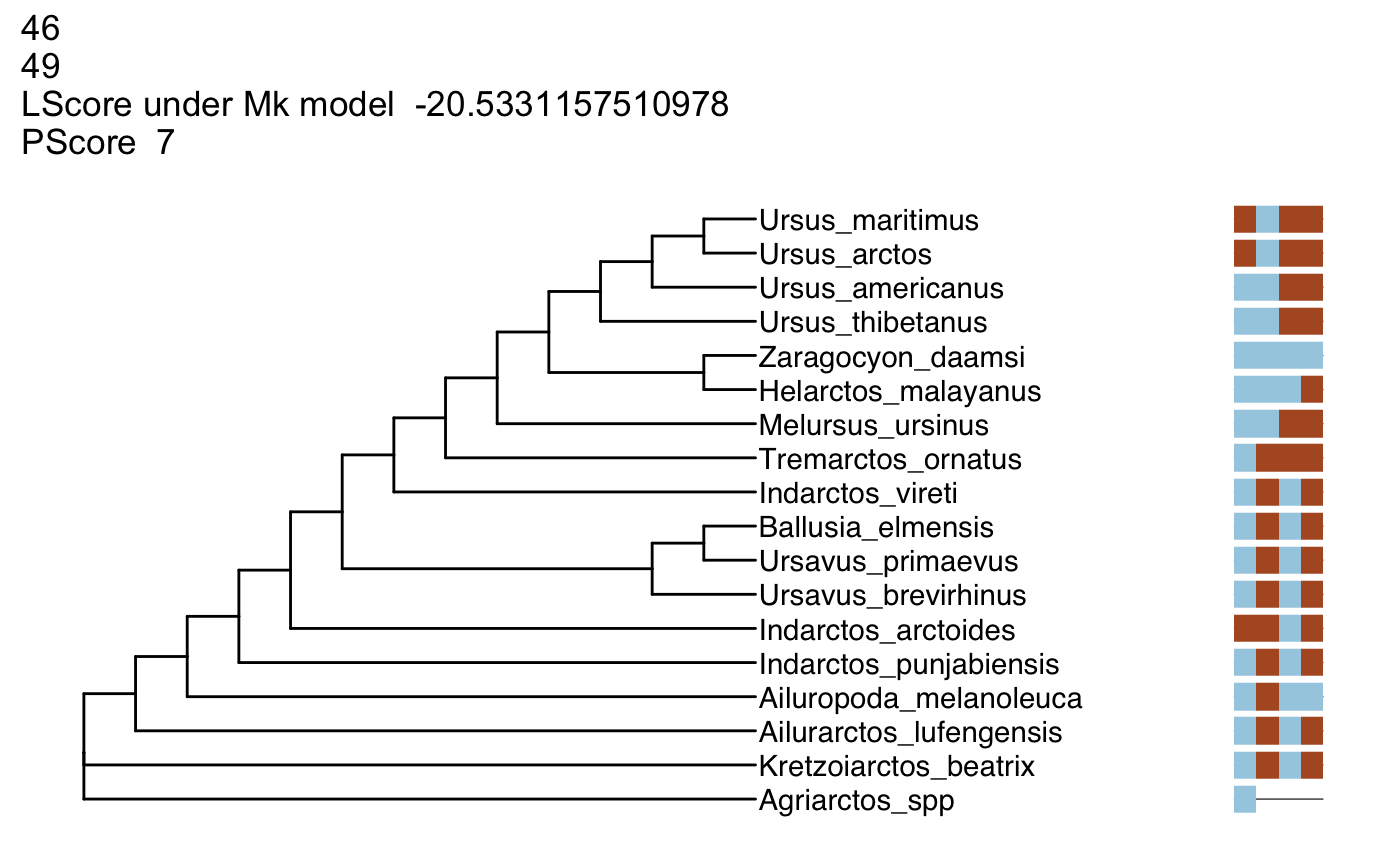 46
49
LScore under Mk model -20.5331157510978
PScore 7
Ursus_maritimus
Ursus_arctos
Ursus_americanus
Ursus_thibetanus
Zaragocyon_daamsi
Helarctos_malayanus
Melursus_ursinus
Tremarctos_ornatus
Indarctos_vireti
Ballusia_elmensis
Ursavus_primaevus
Ursavus_brevirhinus
Indarctos_arctoides
Indarctos_punjabiensis
Ailuropoda_melanoleuca
Ailurarctos_lufengensis
Kretzoiarctos_beatrix
Agriarctos_spp